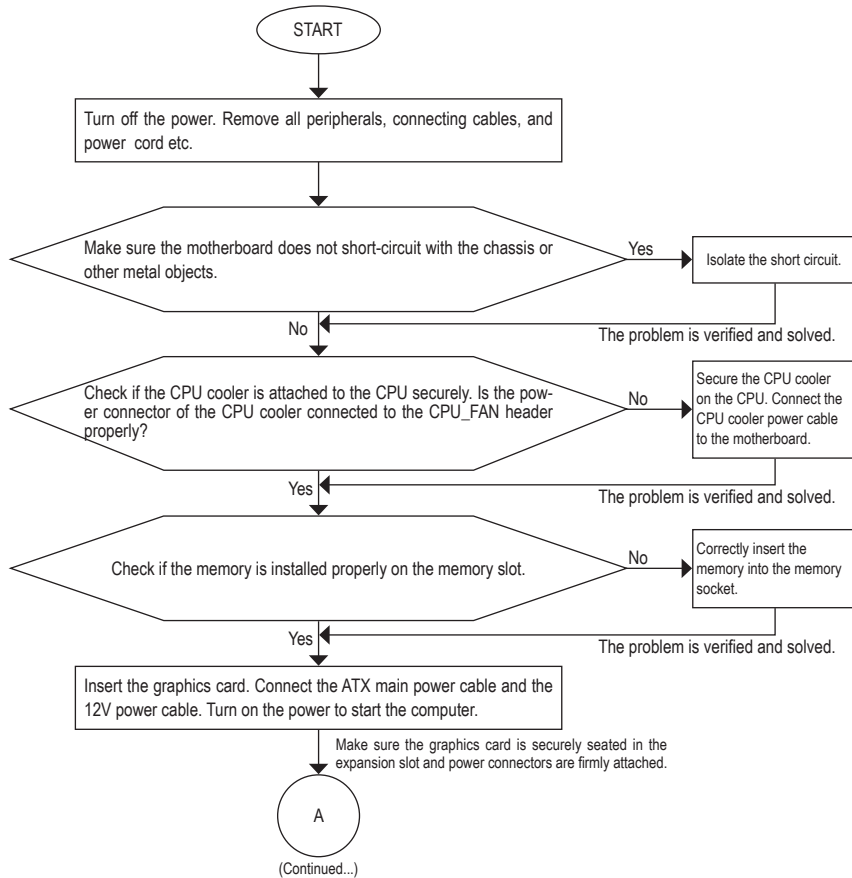 START
Turn off the power. Remove all peripherals, connecting cables, and
power cord etc.
Make sure the motherboard does not short-circuit with the chassis or
other metal objects.
Yes
Isolate the short circuit.
No
The problem is verified and solved.
Check if the CPU cooler is attached to the CPU securely. Is the pow-
er connector of the CPU cooler connected to the CPU_FAN header
properly?
No
Secure the CPU cooler
on the CPU. Connect the
CPU cooler power cable
to the motherboard.
Yes
The problem is verified and solved.
Check if the memory is installed properly on the memory slot.
No
Correctly insert the
memory into the memory
socket.
Yes
The problem is verified and solved.
Insert the graphics card. Connect the ATX main power cable and the
12V power cable. Turn on the power to start the computer.
Make sure the graphics card is securely seated in the
expansion slot and power connectors are firmly attached.
A
(Continued...)